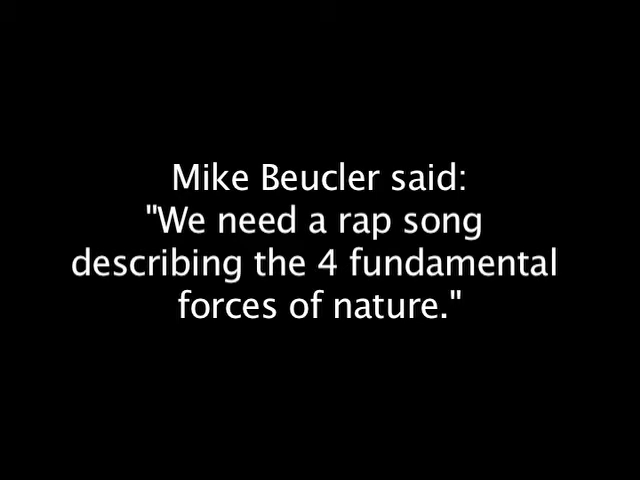 Mike Beucler said:
"We need a rap song
describing the 4 fundamental
forces of nature."